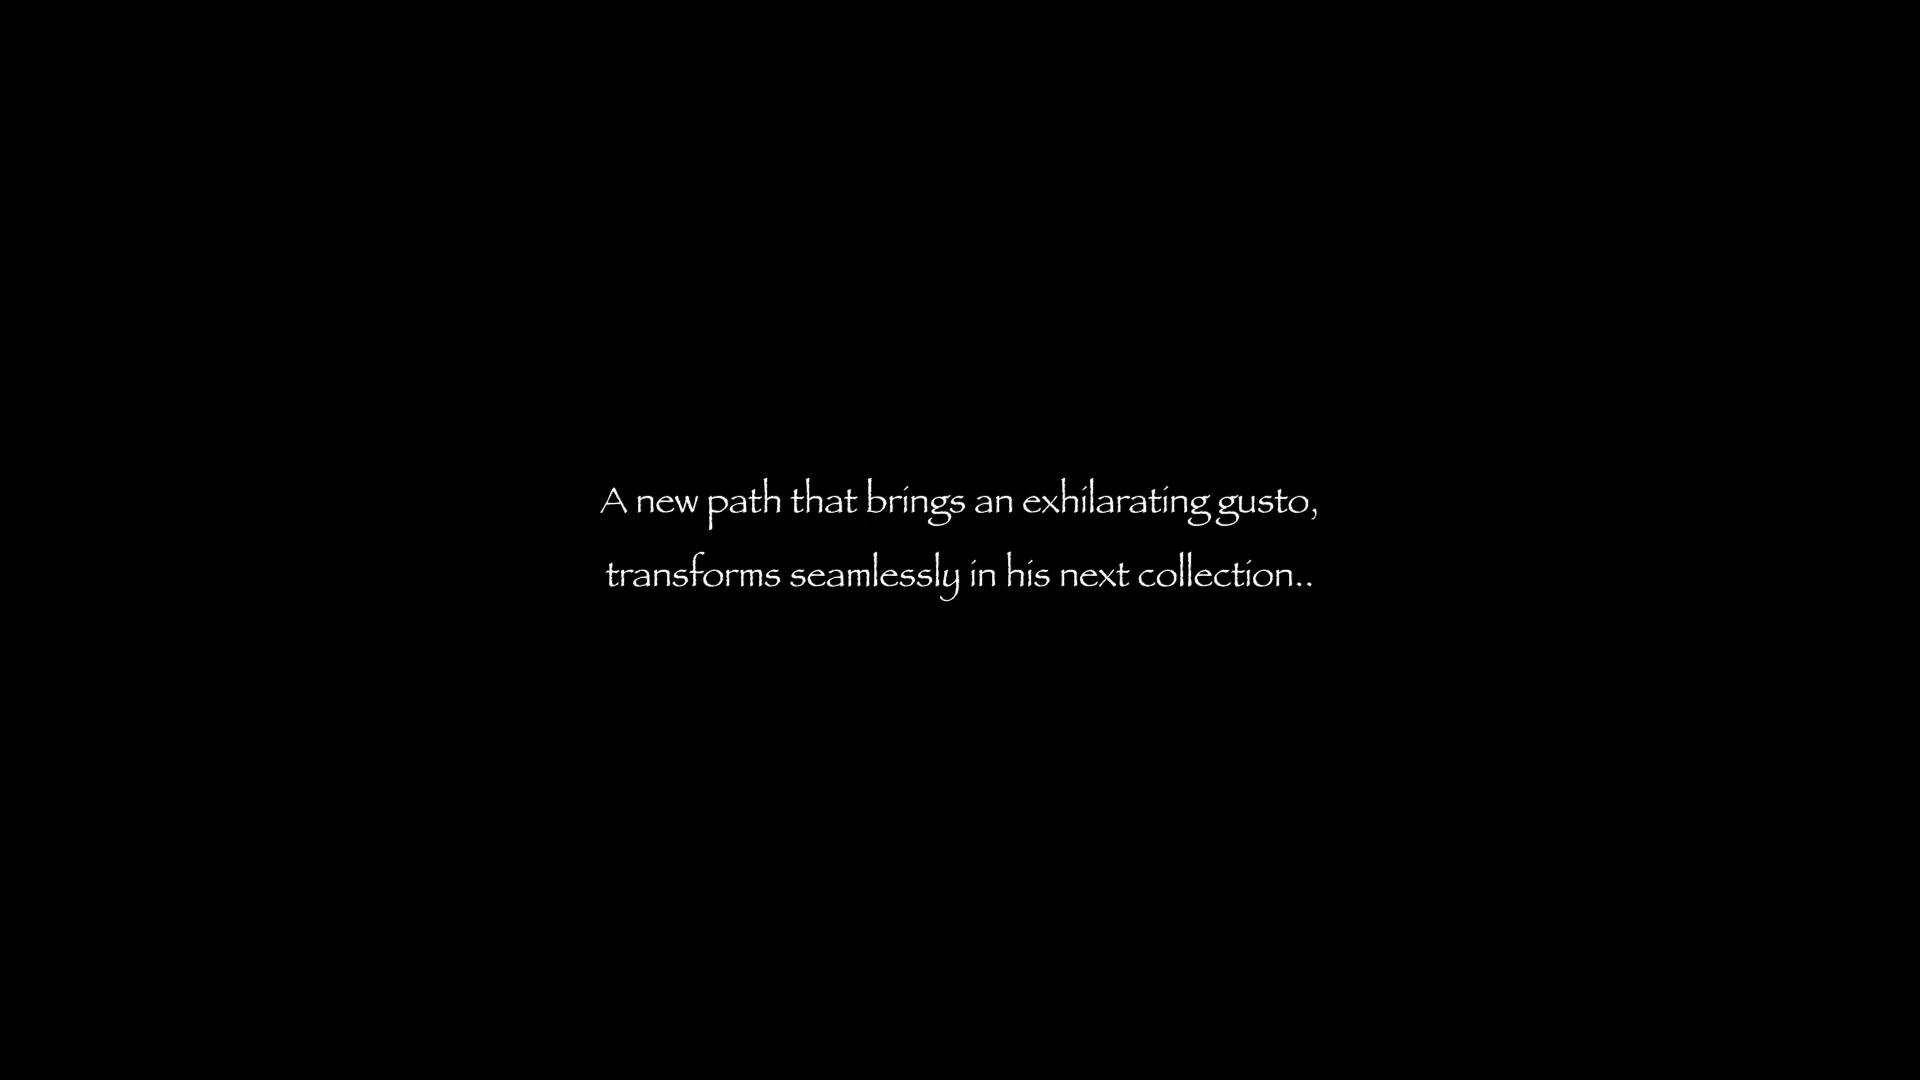 A new path that brings an exhilarating gusto,
transforms seamlessly in his next collection..